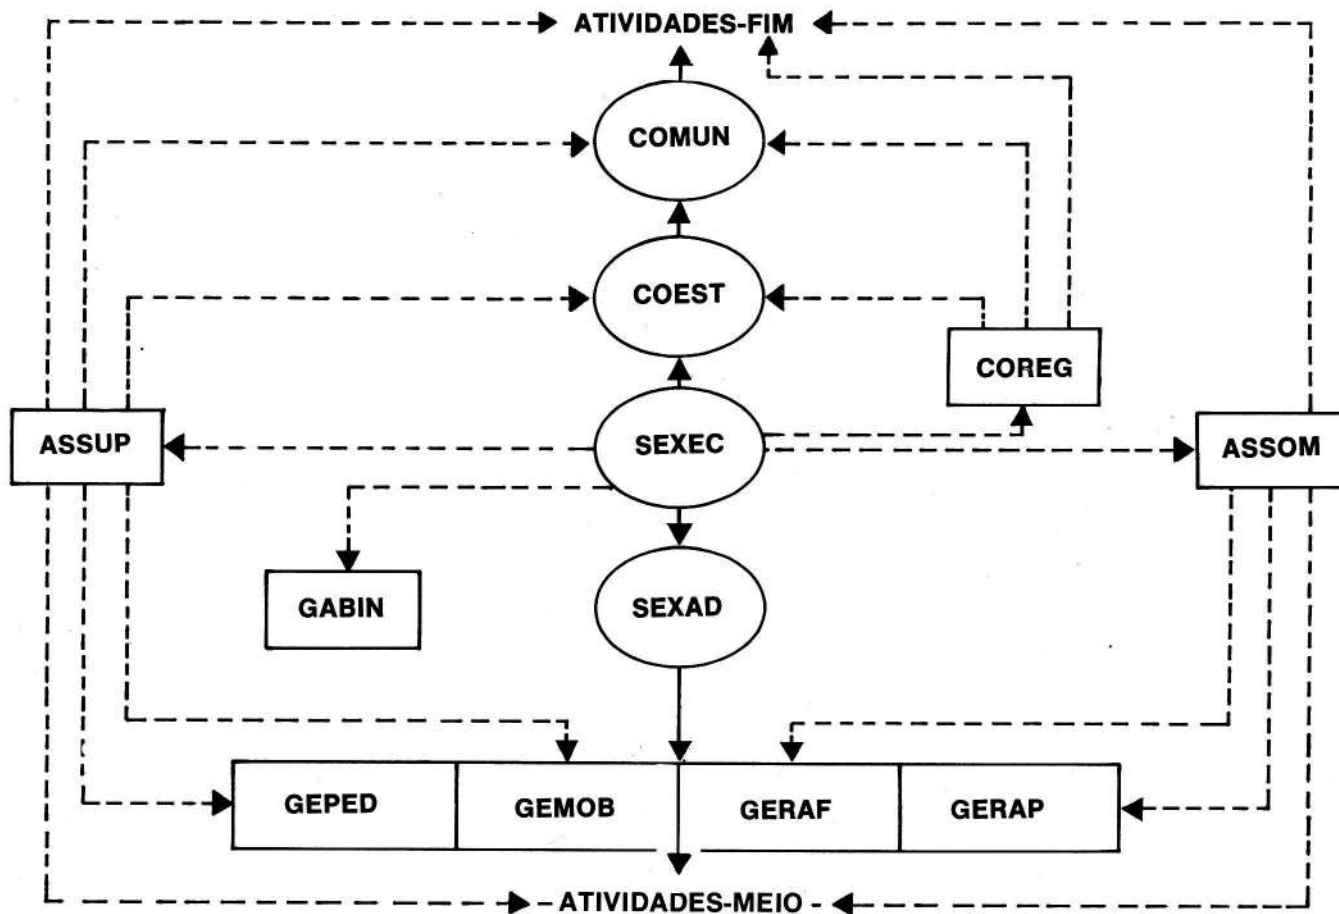 ATIVIDADES-FIM
COMUN
COEST
COREG
ASSUP
SEXEC
ASSOM
GABIN
SEXAD
GEPED
GEMOB
GERAF
GERAP
ATIVIDADES-MEIO